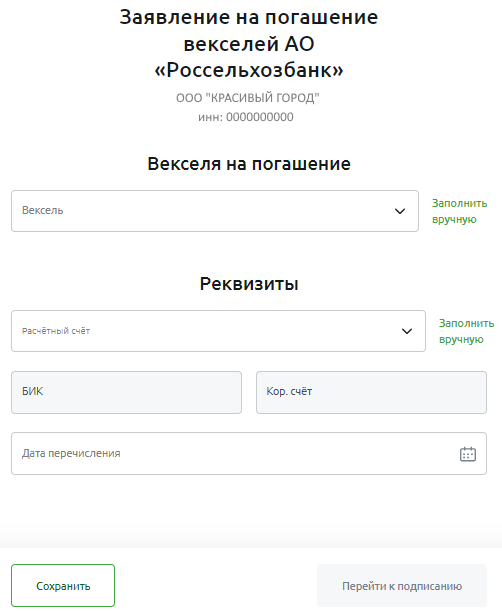 Заявление на погашение
векселей АО
«Россельхозбанк»
ООО "КРАСИВЫЙ ГОРОД"
инн: 0000000000
Векселя на погашение
Вексель
Заполнить
вручную
Реквизиты
Расчётный счёт
Заполнить
вручную
БИК
Кор. счёт
Дата перечисления
Сохранить
Перейти к подписанию